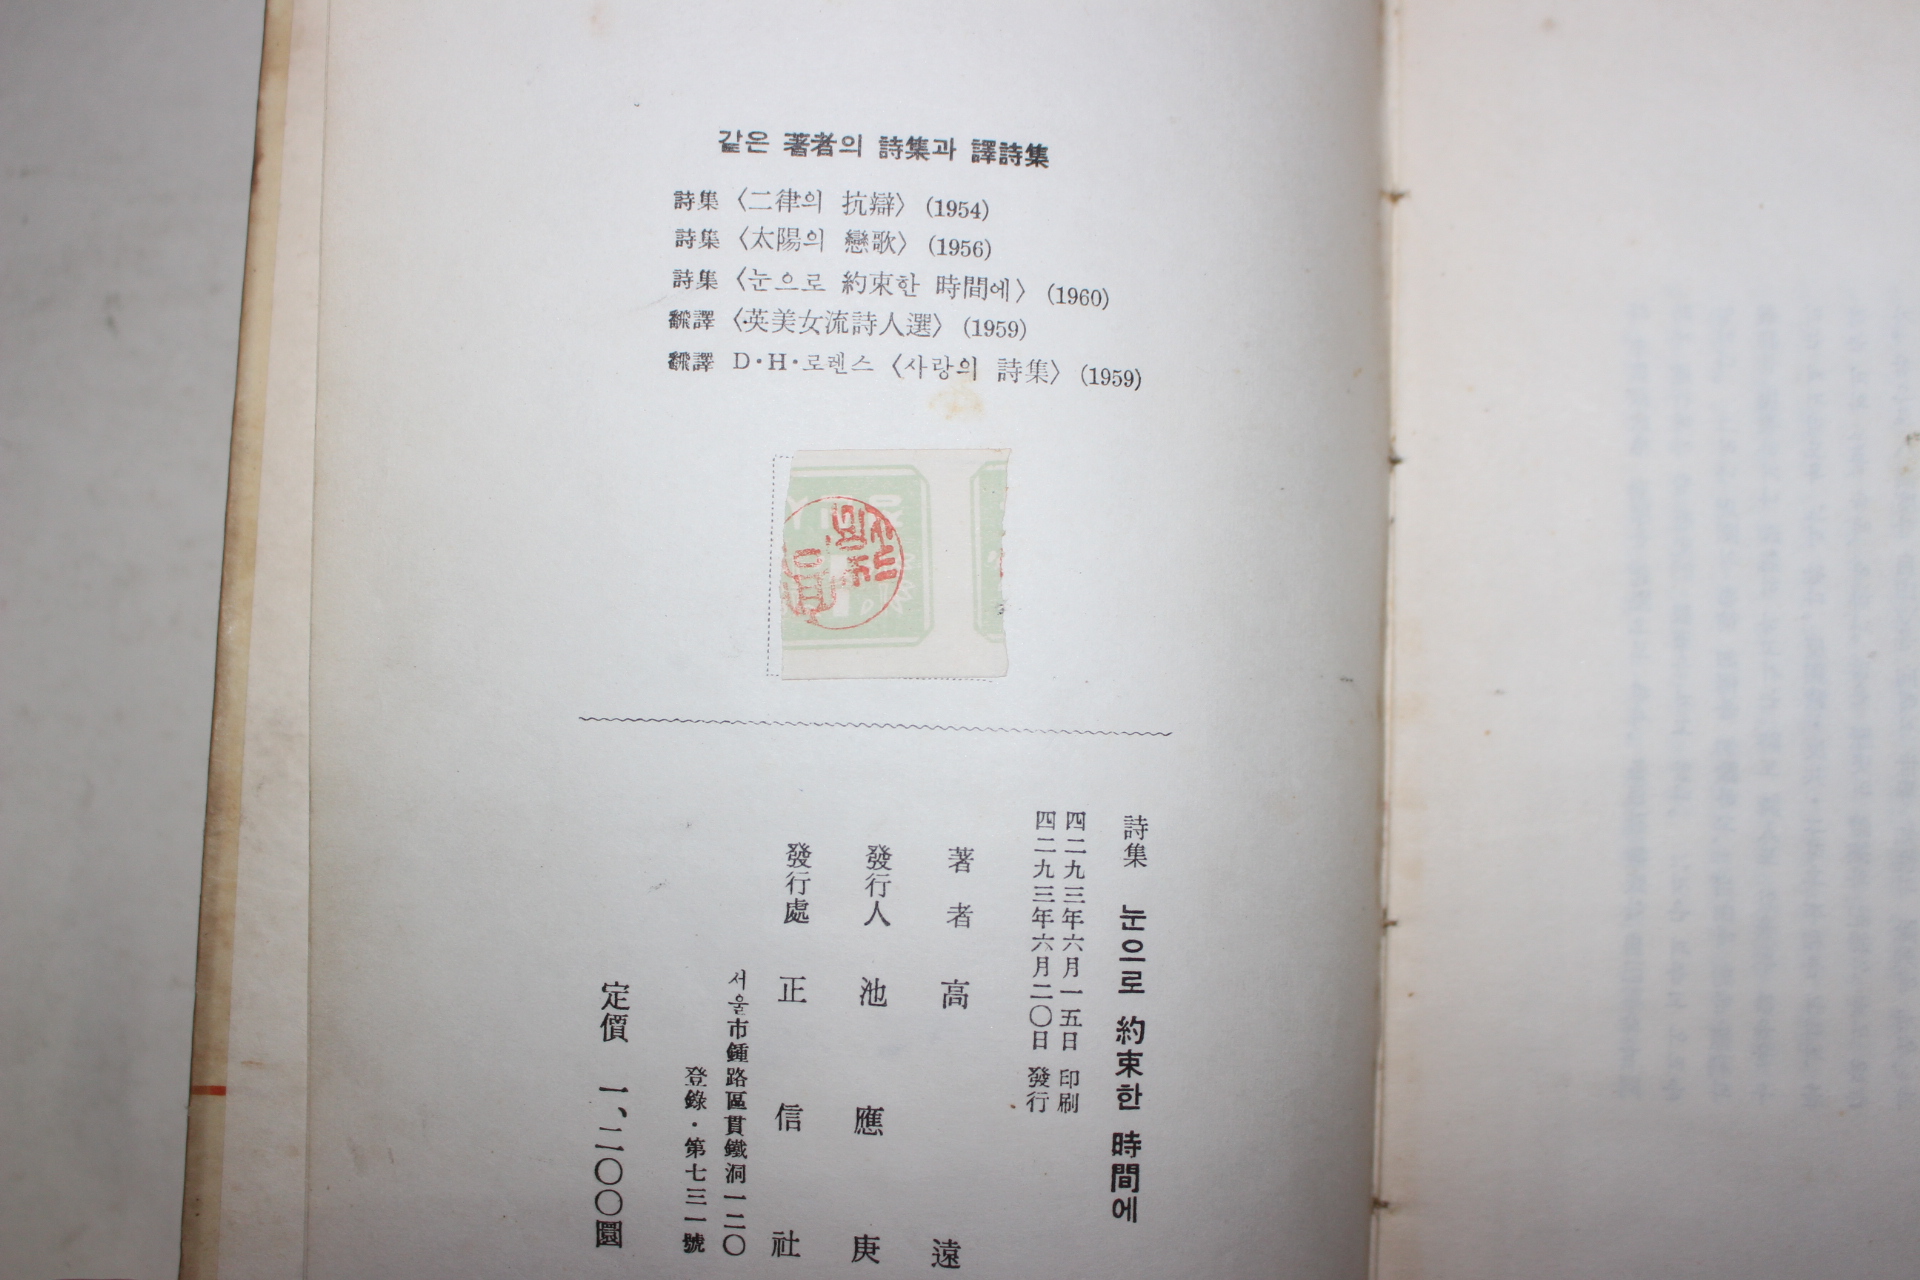 같은 著者의 詩集과 譯詩集
詩集 〈二律의 抗辯〉 (1954)
詩集 〈太陽의 戀歌〉 (1956)
詩集 〈눈으로 約束한 時間에〉 (1960)
飜譯 〈英美女流詩人選〉 (1959)
飜譯 D·H·로렌스 〈사랑의 詩集〉 (1959)
詩集 눈으로 約束한 時間에
四二九三年六月一五日 印刷
四二九三年六月二〇日 發行
著者 高遠
發行人 池應庚
發行處 正信社
서울市鍾路區貫鐵洞一二〇
登錄·第七三一號
定價 一、二〇〇圜